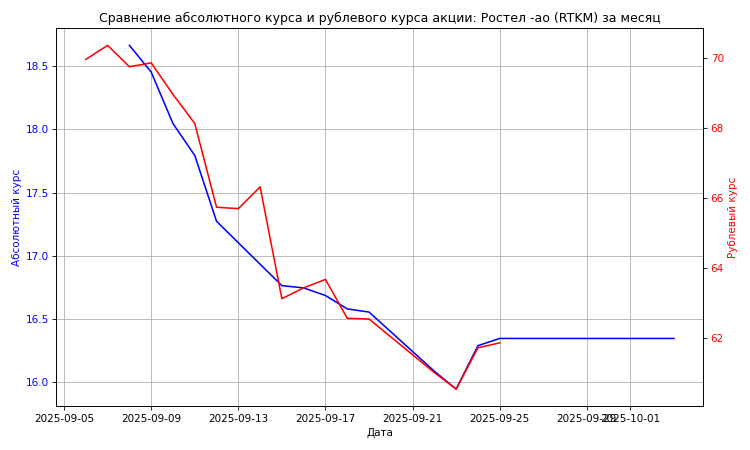 Сравнение абсолютного курса и рублевого курса акции: Ростел -ао (RTKM) за месяц
Абсолютный курс
18.5
18.0
17.5
17.0
16.5
16.0
70
68
66
64
62
Рублевый курс
2025-09-05 2025-09-09 2025-09-13 2025-09-17 2025-09-21 2025-09-25 2025-09-29 2025-10-01
Дата